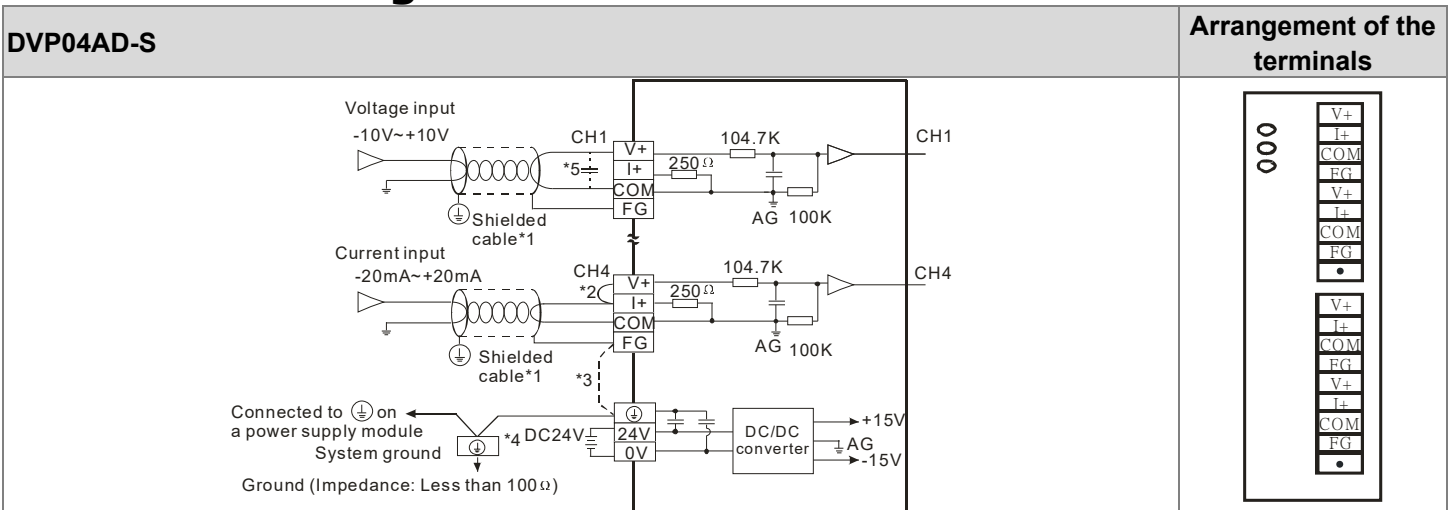 DVP04AD-S
Arrangement of the
terminals
Voltage input
-10V~+10V
CH1
*5
V+
I+
COM
FG
104.7K
250Ω
AG
100K
CH1
Shielded
cable*1
Current input
-20mA~+20mA
CH4
*2
V+
I+
COM
FG
104.7K
250Ω
AG
100K
CH4
Shielded
cable*1
*3
Connected to ⏚ on
a power supply module
System ground
*4 DC24V
24V
0V
DC/DC
converter
+15V
AG
-15V
Ground (Impedance: Less than 100Ω)
V+
I+
COM
FG
V+
I+
COM
FG
V+
I+
COM
FG
V+
I+
COM
FG